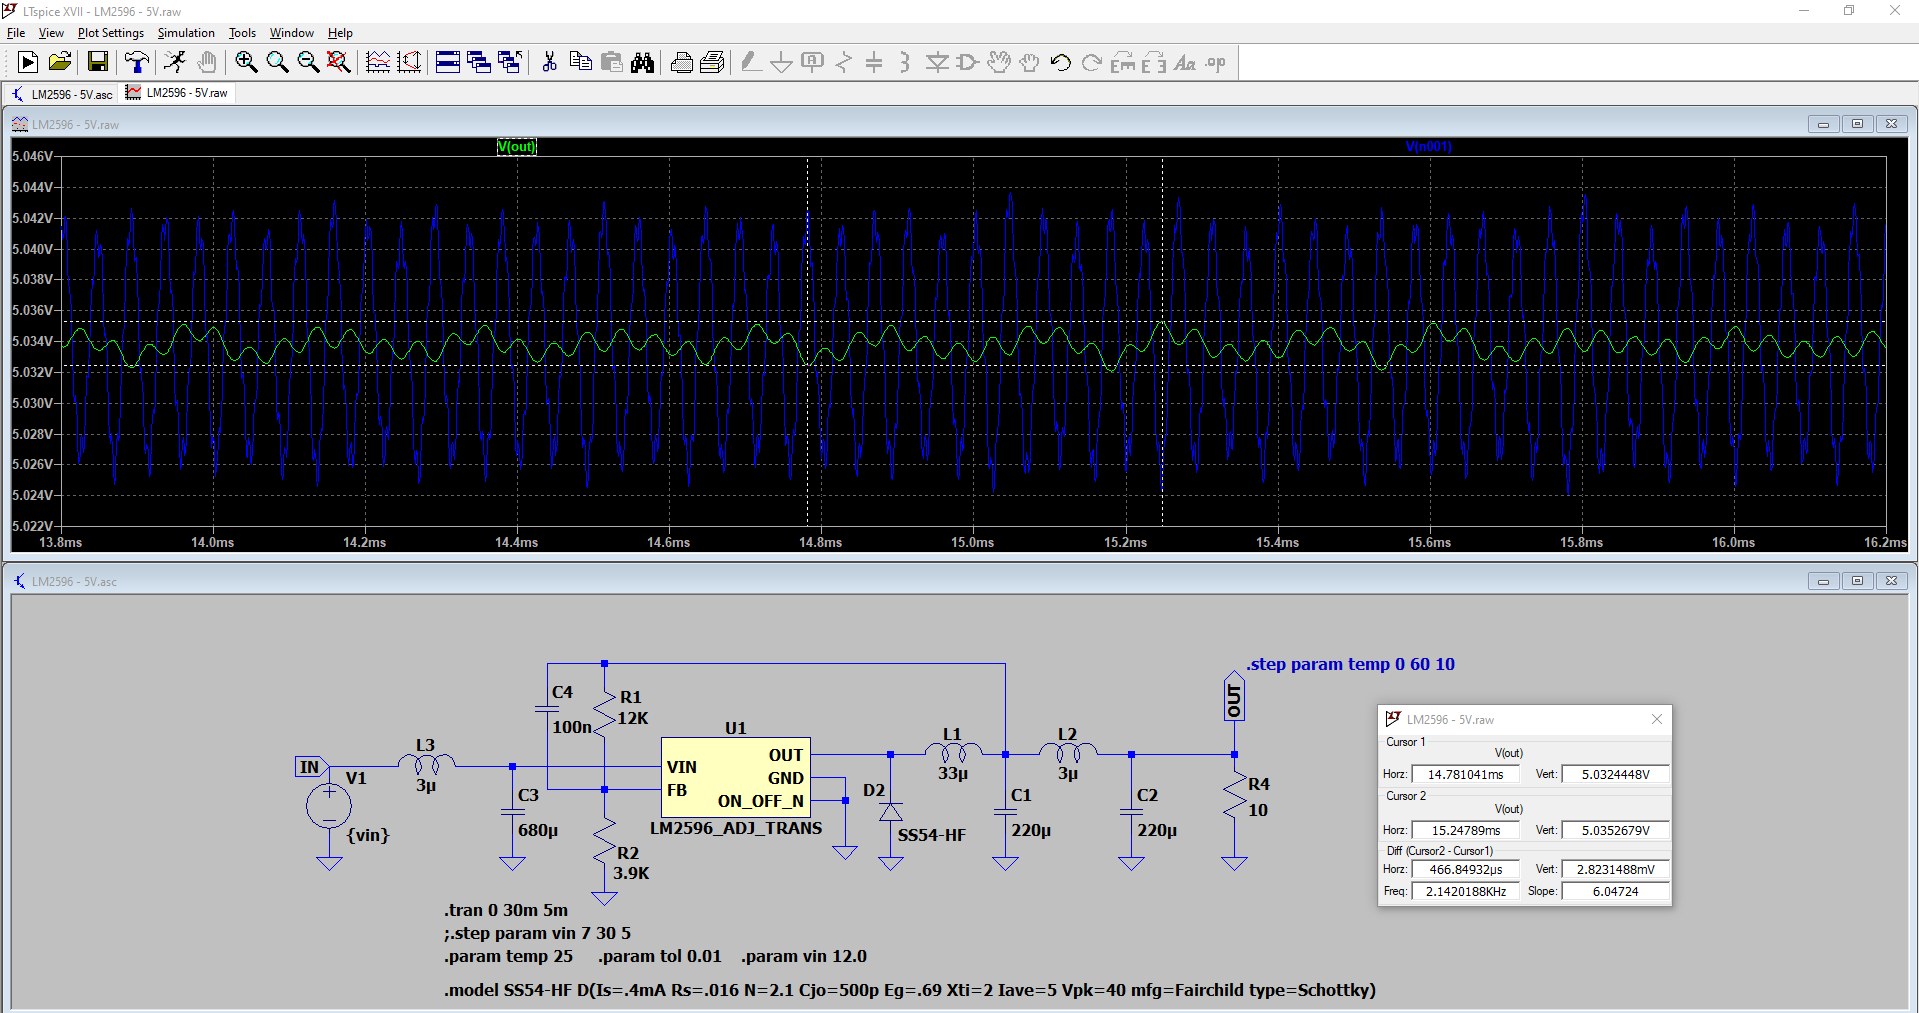 LTspice XVII - LM2596 - 5V.raw
File View Plot Settings Simulation Tools Window Help
LM2596 - 5V.asc LM2596 - 5V.raw
LM2596 - 5V.raw
V(out) V(n001)
5.046V
5.044V
5.042V
5.040V
5.038V
5.036V
5.034V
5.032V
5.030V
5.028V
5.026V
5.024V
5.022V
13.8ms 14.0ms 14.2ms 14.4ms 14.6ms 14.8ms 15.0ms 15.2ms 15.4ms 15.6ms 15.8ms 16.0ms 16.2ms
LM2596 - 5V.asc
.step param temp 0 60 10
OUT
C4
100n
R1
12K
U1
L3
3µ
IN
V1
{vin}
C3
680µ
VIN
FB
OUT
GND
ON_OFF_N
LM2596_ADJ_TRANS
R2
3.9K
L1
33µ
L2
3µ
D2
SS54-HF
C1
220µ
C2
220µ
R4
10
.tran 0 30m 5m
;.step param vin 7 30 5
.param temp 25 .param tol 0.01 .param vin 12.0
.model SS54-HF D(Is=.4mA Rs=.016 N=2.1 Cjo=500p Eg=.69 Xti=2 Iave=5 Vpk=40 mfg=Fairchild type=Schottky)
LM2596 - 5V.raw
Cursor 1
V(out)
Horz: 14.781041ms Vert: 5.0324448V
Cursor 2
V(out)
Horz: 15.24789ms Vert: 5.0352679V
Diff (Cursor2 - Cursor1)
Horz: 466.84932µs Vert: 2.8231488mV
Freq: 2.1420188KHz Slope: 6.04724